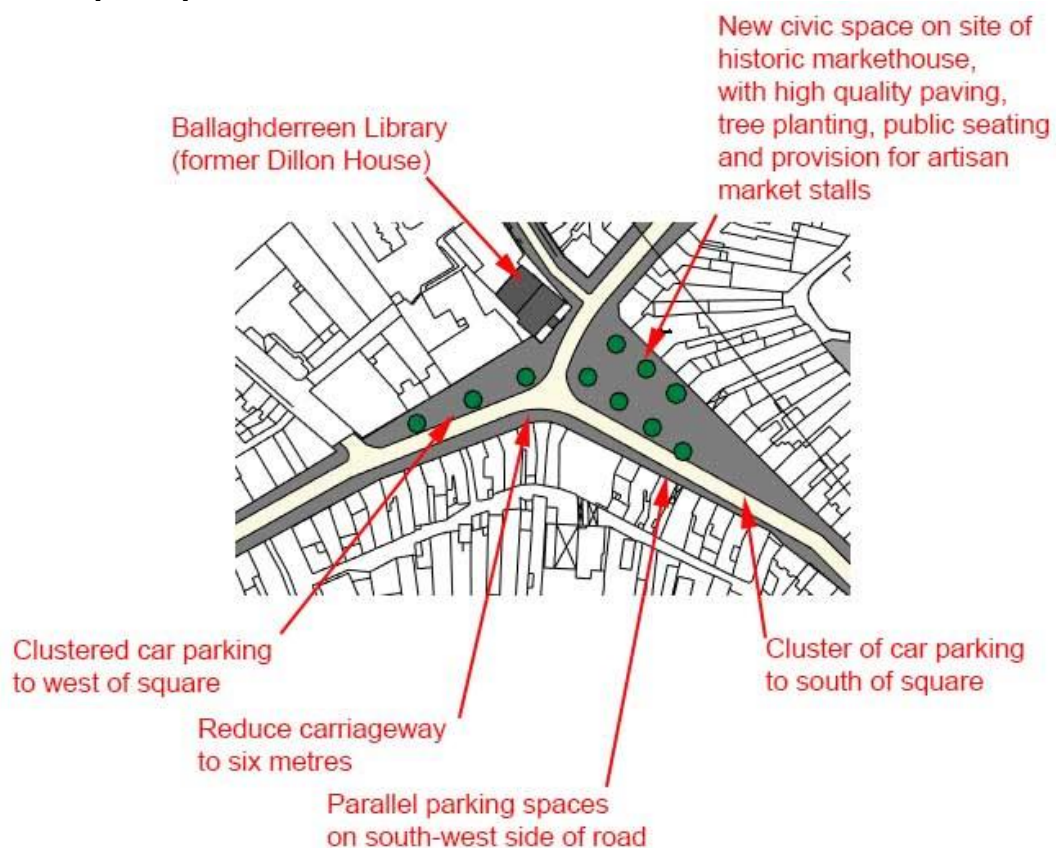 New civic space on site of
historic markethouse,
with high quality paving,
tree planting, public seating
and provision for artisan
market stalls
Ballaghderreen Library
(former Dillon House)
Clustered car parking
to west of square
Cluster of car parking
to south of square
Reduce carriageway
to six metres
Parallel parking spaces
on south-west side of road